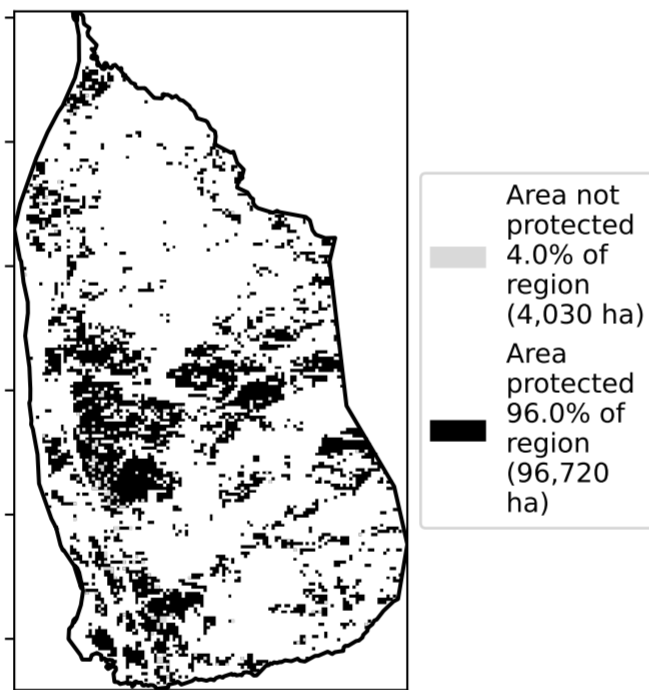 Area not
protected
4.0% of
region
(4,030 ha)
Area
protected
96.0% of
region
(96,720
ha)